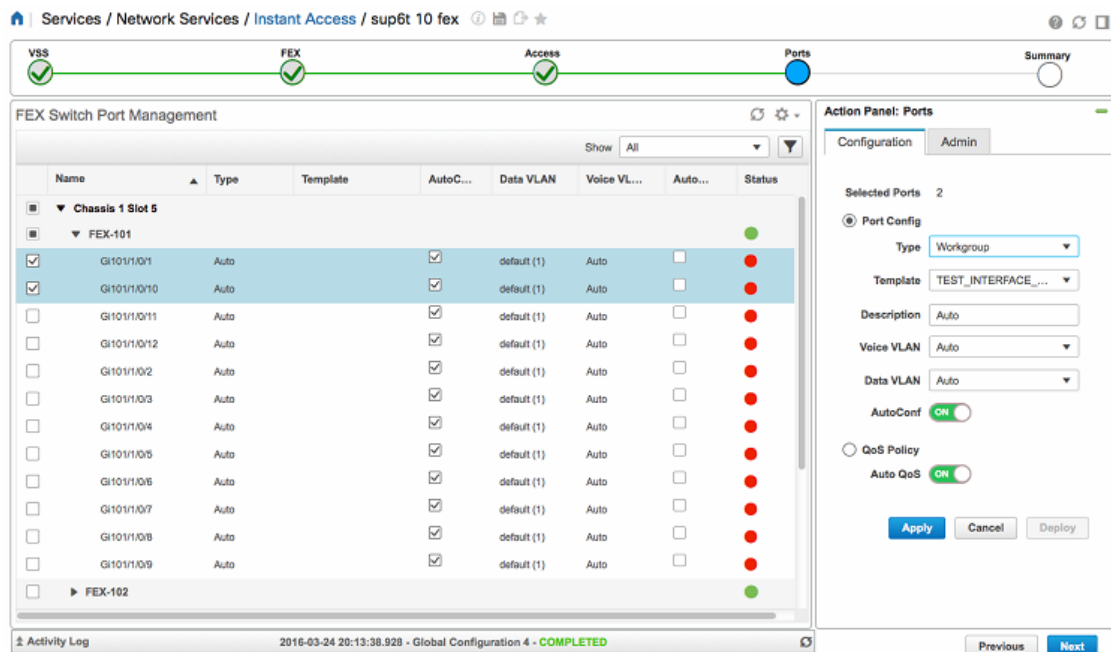 Services / Network Services / Instant Access / sup6t 10 fex
VSS FEX Access Ports Summary
FEX Switch Port Management
Show All
Name Type Template AutoC... Data VLAN Voice VL... Auto... Status
Chassis 1 Slot 5
FEX-101
Gi101/1/0/1 Auto default (1) Auto
Gi101/1/0/10 Auto default (1) Auto
Gi101/1/0/11 Auto default (1) Auto
Gi101/1/0/12 Auto default (1) Auto
Gi101/1/0/2 Auto default (1) Auto
Gi101/1/0/3 Auto default (1) Auto
Gi101/1/0/4 Auto default (1) Auto
Gi101/1/0/5 Auto default (1) Auto
Gi101/1/0/6 Auto default (1) Auto
Gi101/1/0/7 Auto default (1) Auto
Gi101/1/0/8 Auto default (1) Auto
Gi101/1/0/9 Auto default (1) Auto
FEX-102
Activity Log 2016-03-24 20:13:38.928 - Global Configuration 4 - COMPLETED
Action Panel: Ports
Configuration Admin
Selected Ports 2
Port Config
Type Workgroup
Template TEST_INTERFACE_...
Description Auto
Voice VLAN Auto
Data VLAN Auto
AutoConf ON
QoS Policy
Auto QoS ON
Apply Cancel Deploy
Previous Next